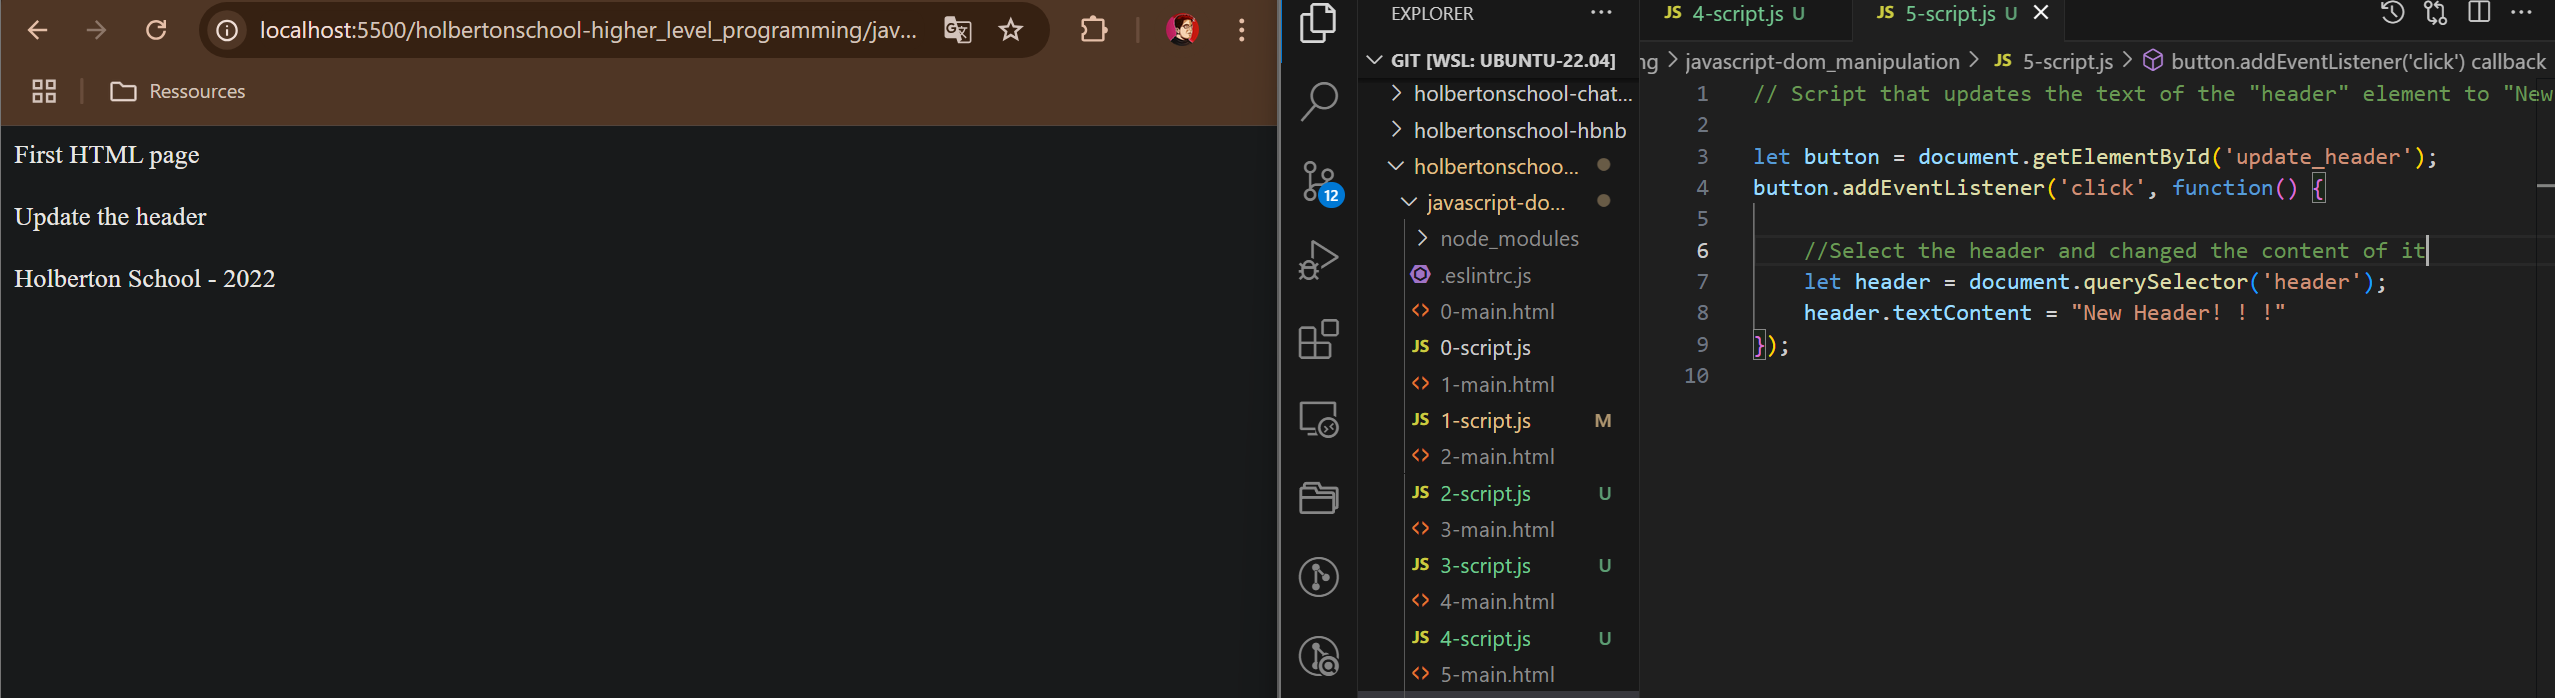 localhost:5500/holbertonschool-higher_level_programming/jav...
Ressources
First HTML page
Update the header
Holberton School - 2022
12
EXPLORER
GIT [WSL: UBUNTU-22.04]
holbertonschool-chat...
holbertonschool-hbnb
holbertonschoo...
javascript-do...
node_modules
.eslintrc.js
<> 0-main.html
JS 0-script.js
<> 1-main.html
JS 1-script.js M
<> 2-main.html
JS 2-script.js U
<> 3-main.html
JS 3-script.js U
<> 4-main.html
JS 4-script.js U
<> 5-main.html
JS 4-script.js U JS 5-script.js U
ng > javascript-dom_manipulation > JS 5-script.js > button.addEventListener('click') callback
1 // Script that updates the text of the "header" element to "New
2
3 let button = document.getElementById('update_header');
4 button.addEventListener('click', function() {
5
6 //Select the header and changed the content of it
7 let header = document.querySelector('header');
8 header.textContent = "New Header! ! !"
9 });
10